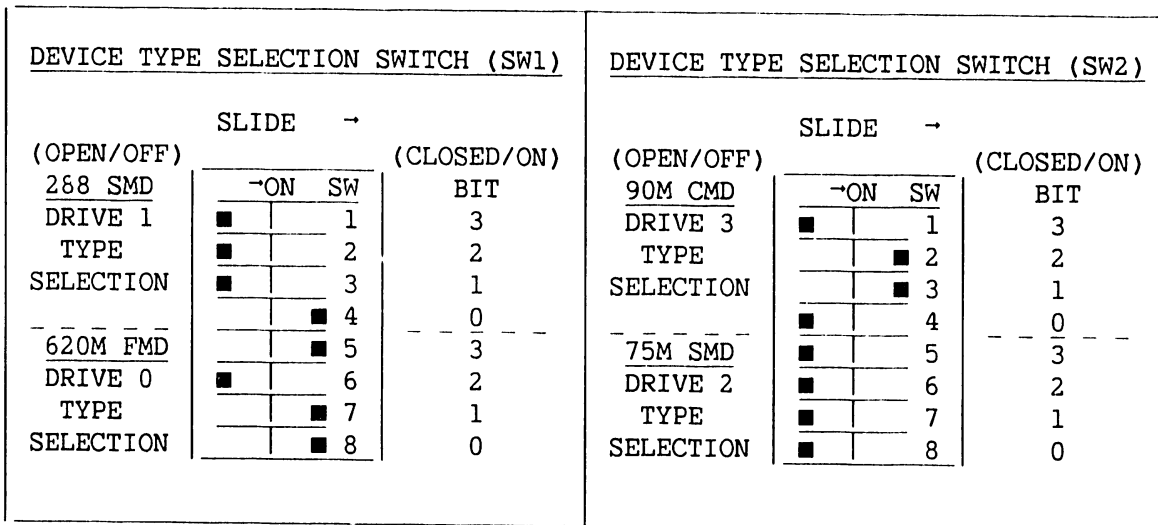 DEVICE TYPE SELECTION SWITCH (SW1)
SLIDE →
(OPEN/OFF) (CLOSED/ON)
288 SMD →ON SW BIT
DRIVE 1 ■ 1 3
TYPE ■ 2 2
SELECTION ■ 3 1
■ 4 0
620M FMD ■ 5 3
DRIVE 0 ■ 6 2
TYPE ■ 7 1
SELECTION ■ 8 0
DEVICE TYPE SELECTION SWITCH (SW2)
SLIDE →
(OPEN/OFF) (CLOSED/ON)
90M CMD →ON SW BIT
DRIVE 3 ■ 1 3
TYPE ■ 2 2
SELECTION ■ 3 1
■ 4 0
75M SMD ■ 5 3
DRIVE 2 ■ 6 2
TYPE ■ 7 1
SELECTION ■ 8 0